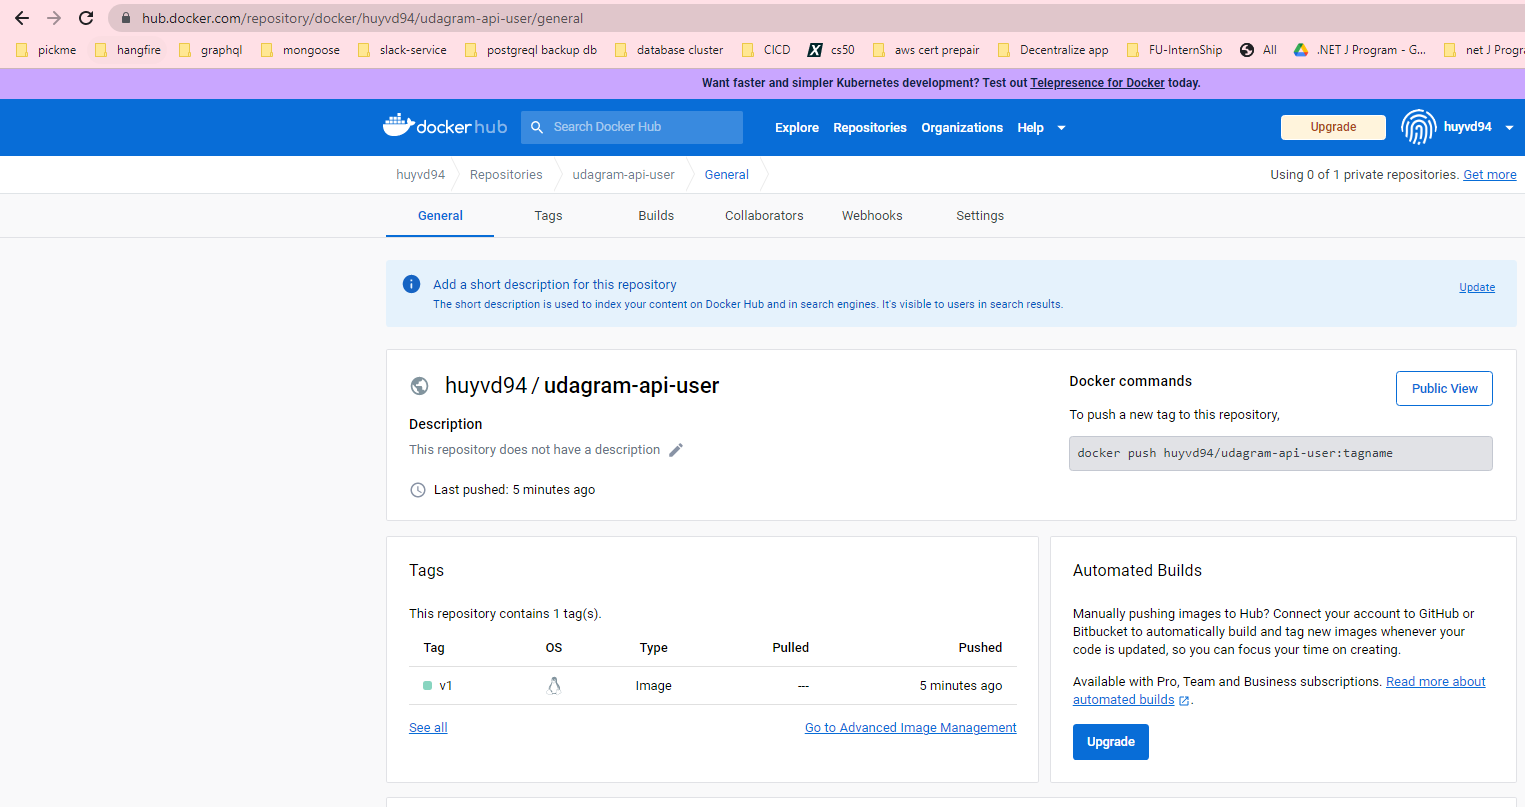 hub.docker.com/repository/docker/huyvd94/udagram-api-user/general
pickme hangfire graphql mongoose slack-service postgreql backup db database cluster CICD cs50 aws cert prepair Decentralize app FU-InternShip All .NET J Program - G... net J Progra
Want faster and simpler Kubernetes development? Test out Telepresence for Docker today.
dockerhub Search Docker Hub Explore Repositories Organizations Help Upgrade huyvd94
huyvd94 Repositories udagram-api-user General Using 0 of 1 private repositories. Get more
General Tags Builds Collaborators Webhooks Settings
Add a short description for this repository
The short description is used to index your content on Docker Hub and in search engines. It's visible to users in search results.
Update
huyvd94 / udagram-api-user
Description
This repository does not have a description
Last pushed: 5 minutes ago
Docker commands
Public View
To push a new tag to this repository,
docker push huyvd94/udagram-api-user:tagname
Tags
This repository contains 1 tag(s).
Tag OS Type Pulled Pushed
v1 Image --- 5 minutes ago
See all Go to Advanced Image Management
Automated Builds
Manually pushing images to Hub? Connect your account to GitHub or
Bitbucket to automatically build and tag new images whenever your
code is updated, so you can focus your time on creating.
Available with Pro, Team and Business subscriptions. Read more about
automated builds .
Upgrade